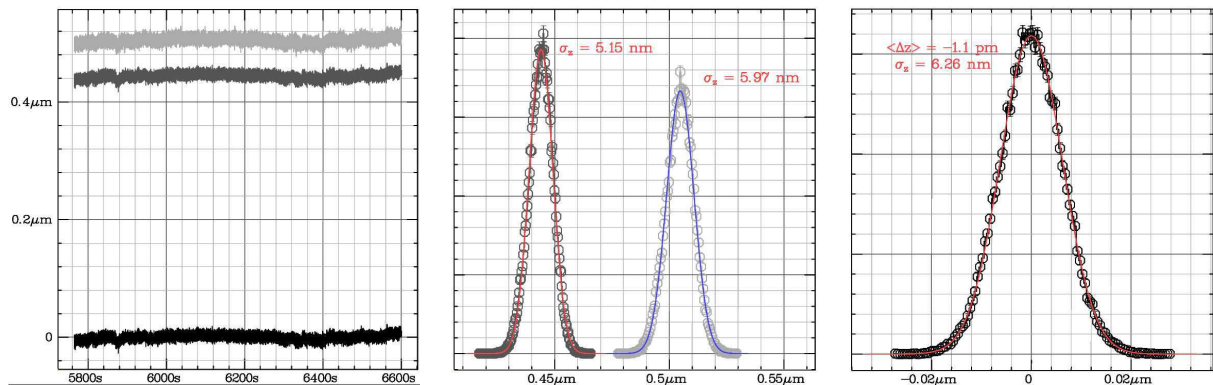 0.4μm
0.2μm
0
5800s 6000s 6200s 6400s 6600s
σz = 5.15 nm
σz = 5.97 nm
0.45μm 0.5μm 0.55μm
<Δz> = −1.1 pm
σz = 6.26 nm
−0.02μm 0 0.02μm